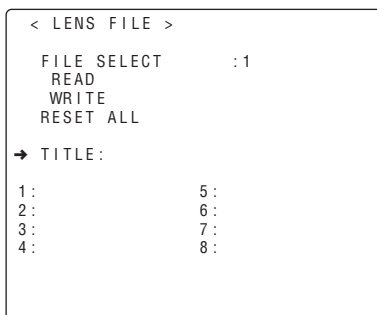 < LENS FILE >
FILE SELECT :1
READ
WRITE
RESET ALL
➔ TITLE:
1: 5:
2: 6:
3: 7:
4: 8: